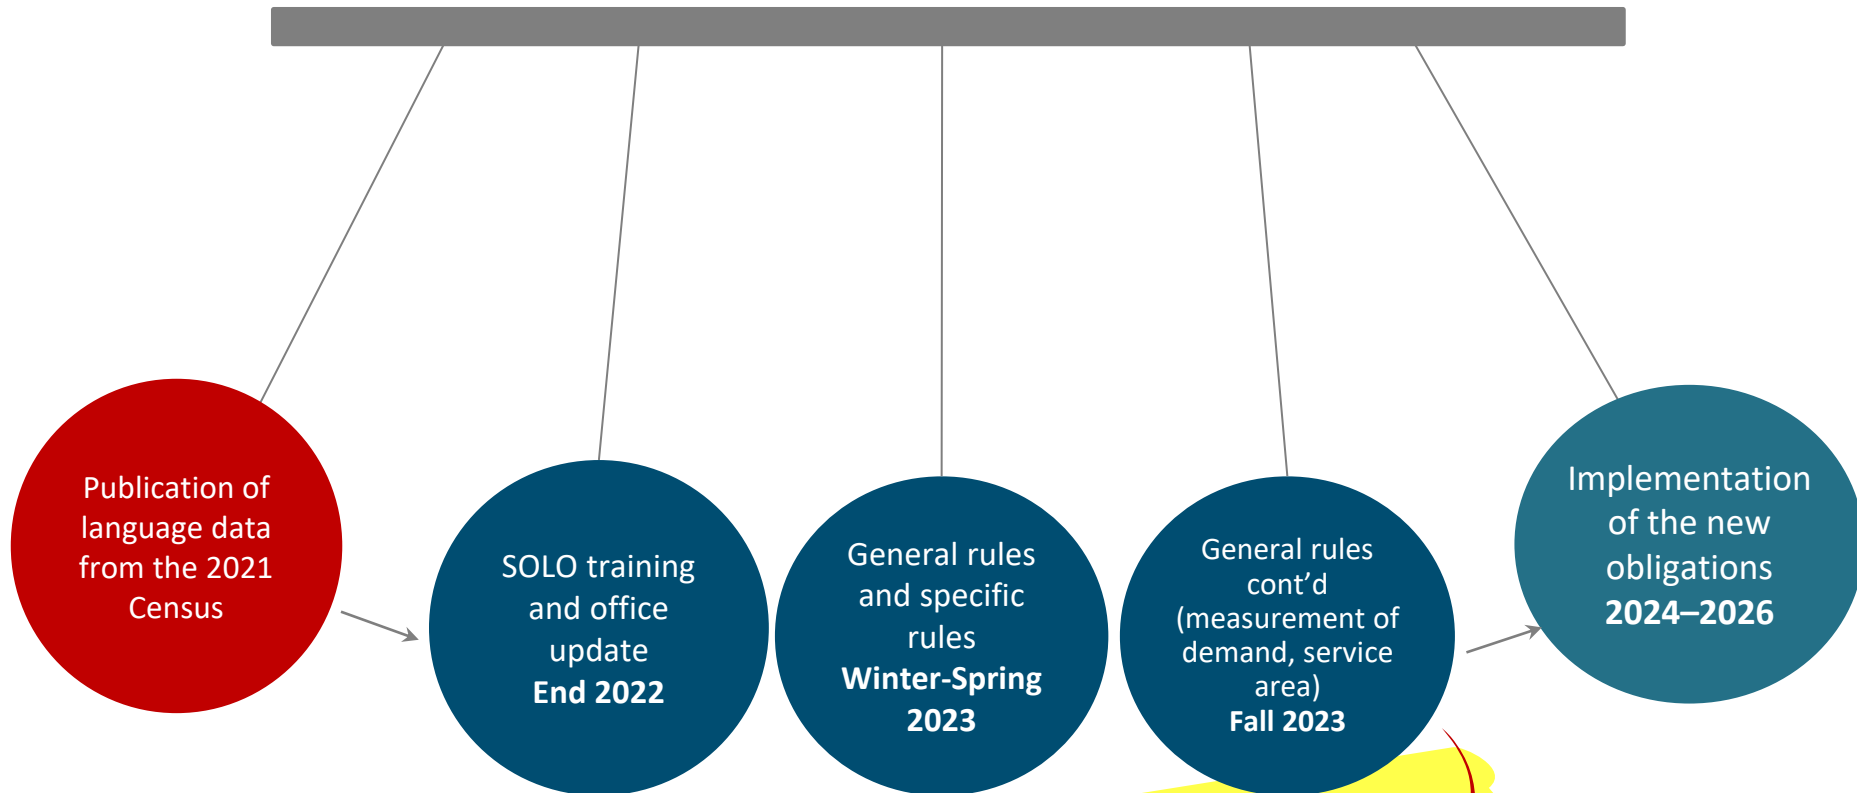 Publication of
language data
from the 2021
Census
SOLO training
and office
update
End 2022
General rules
and specific
rules
Winter-Spring
2023
General rules
cont’d
(measurement of
demand, service
area)
Fall 2023
Implementation
of the new
obligations
2024–2026